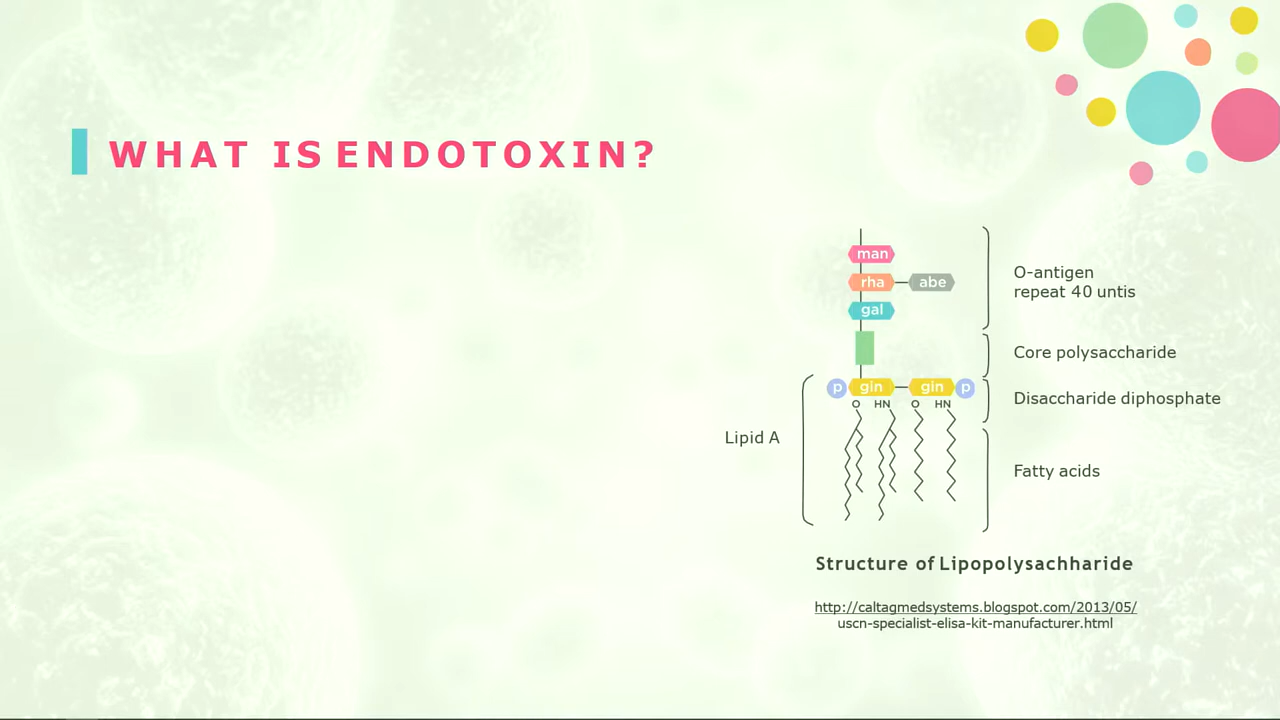 WHAT IS ENDOTOXIN?
man
rha abe
gal
p gin gin p
O HN O HN
Lipid A
O-antigen
repeat 40 untis
Core polysaccharide
Disaccharide diphosphate
Fatty acids
Structure of Lipopolysachharide
http://caltagmedsystems.blogspot.com/2013/05/
uscn-specialist-elisa-kit-manufacturer.html